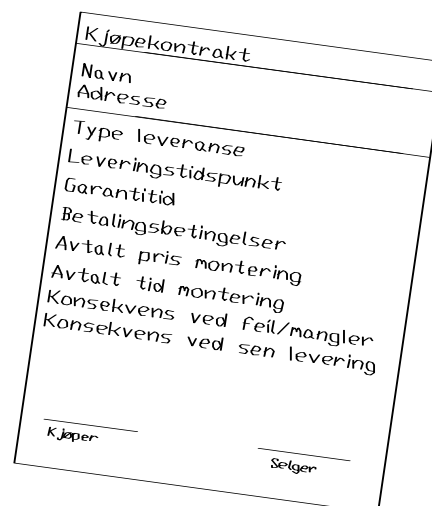 Kjøpekontrakt
Navn
Adresse
Type leveranse
Leveringstidspunkt
Garantitid
Betalingsbetingelser
Avtalt pris montering
Avtalt tid montering
Konsekvens ved feil/mangler
Konsekvens ved sen levering
Kjøper
Selger